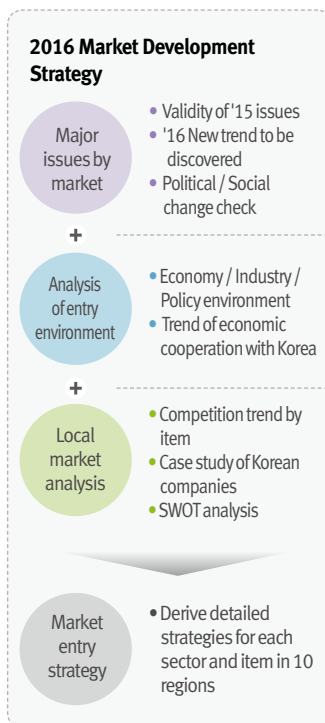 2016 Market Development
Strategy
Major
issues by
market
• Validity of '15 issues
• '16 New trend to be
discovered
• Political / Social
change check
+
Analysis
of entry
environment
• Economy / Industry /
Policy environment
• Trend of economic
cooperation with Korea
+
Local
market
analysis
• Competition trend by
item
• Case study of Korean
companies
• SWOT analysis
Market
entry
strategy
• Derive detailed
strategies for each
sector and item in 10
regions